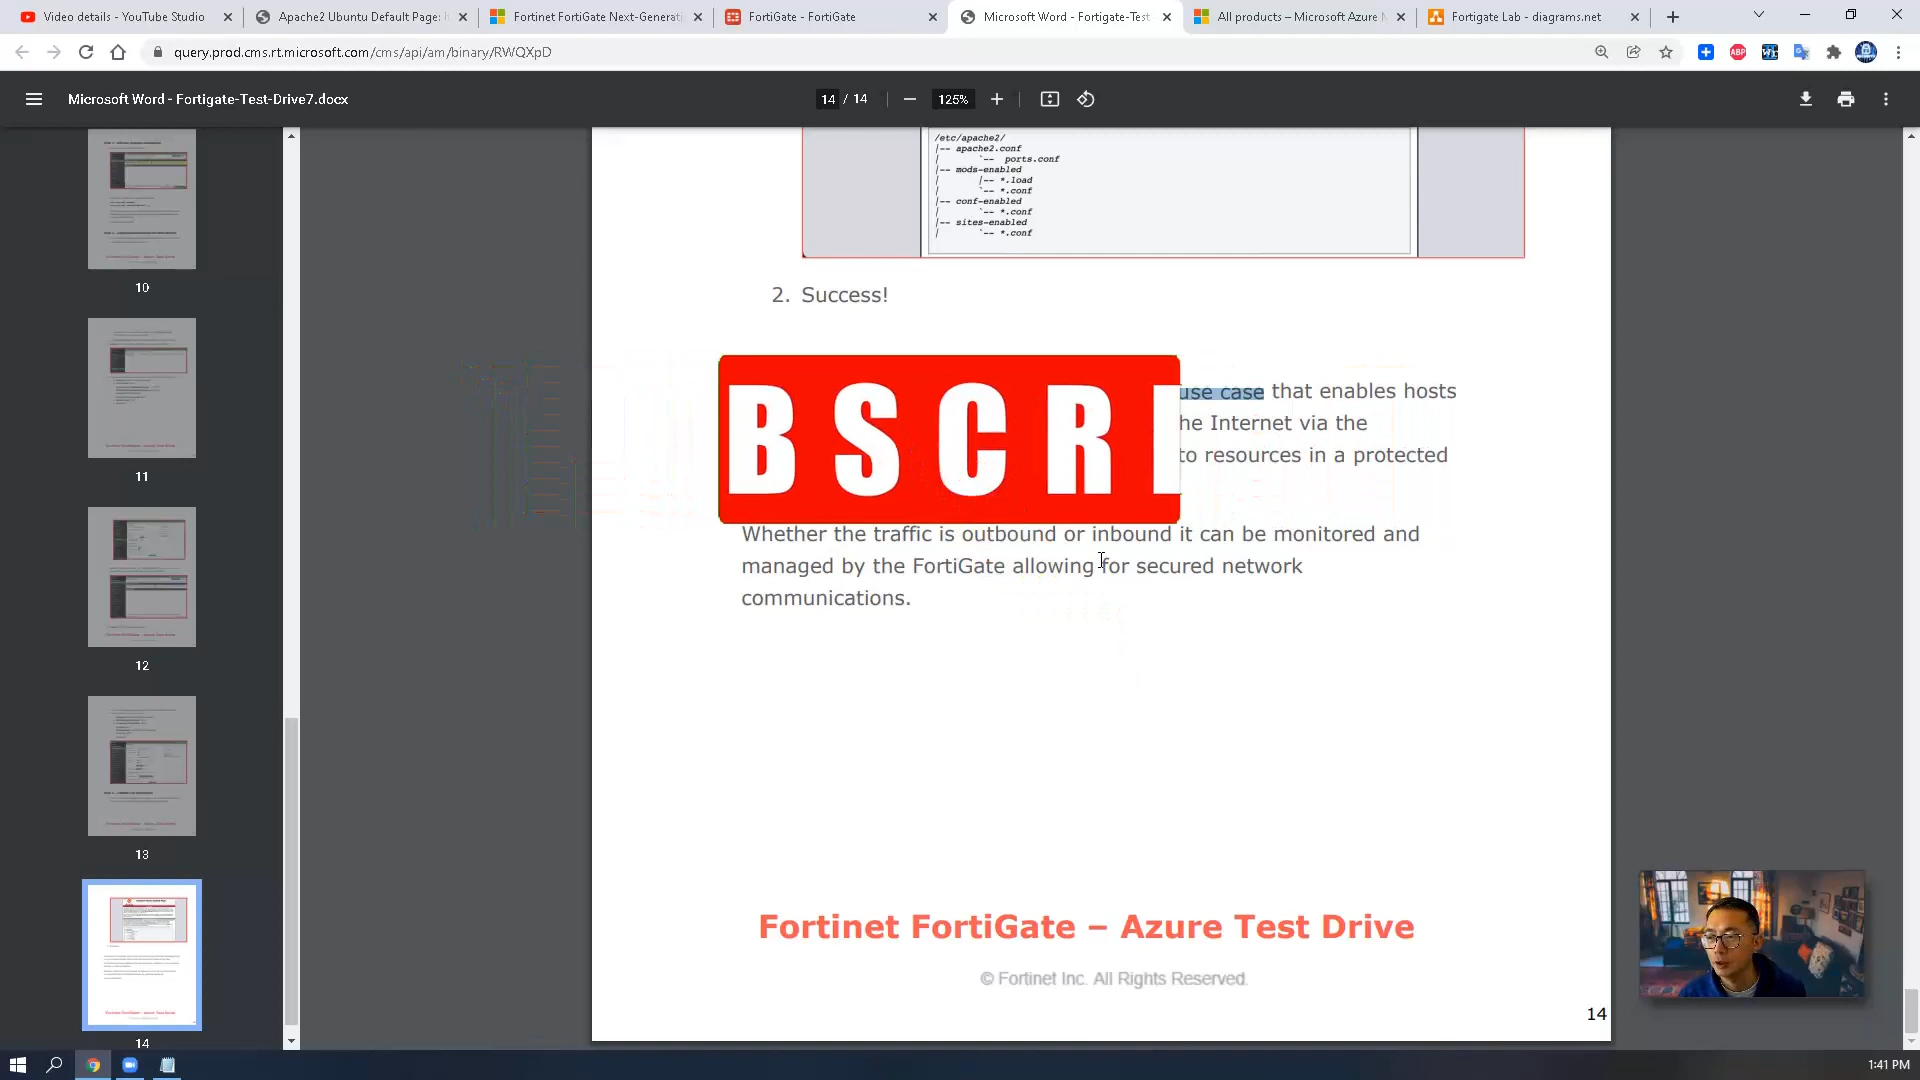 Video details - YouTube Studio
Apache2 Ubuntu Default Page: I
Fortinet FortiGate Next-Generati
FortiGate - FortiGate
Microsoft Word - Fortigate-Test
All products – Microsoft Azure M
Fortigate Lab - diagrams.net
query.prod.cms.rt.microsoft.com/cms/api/am/binary/RWQXpD
ABP
Microsoft Word - Fortigate-Test-Drive7.docx
14 / 14
125%
/etc/apache2/
|-- apache2.conf
|       `--  ports.conf
|-- mods-enabled
|       |-- *.load
|       `-- *.conf
|-- conf-enabled
|       `-- *.conf
|-- sites-enabled
|       `-- *.conf
2. Success!
BSCRI
use case that enables hosts
he Internet via the
to resources in a protected
Whether the traffic is outbound or inbound it can be monitored and
managed by the FortiGate allowing for secured network
communications.
Fortinet FortiGate – Azure Test Drive
© Fortinet Inc. All Rights Reserved.
14
10
11
12
13
14
1:41 PM